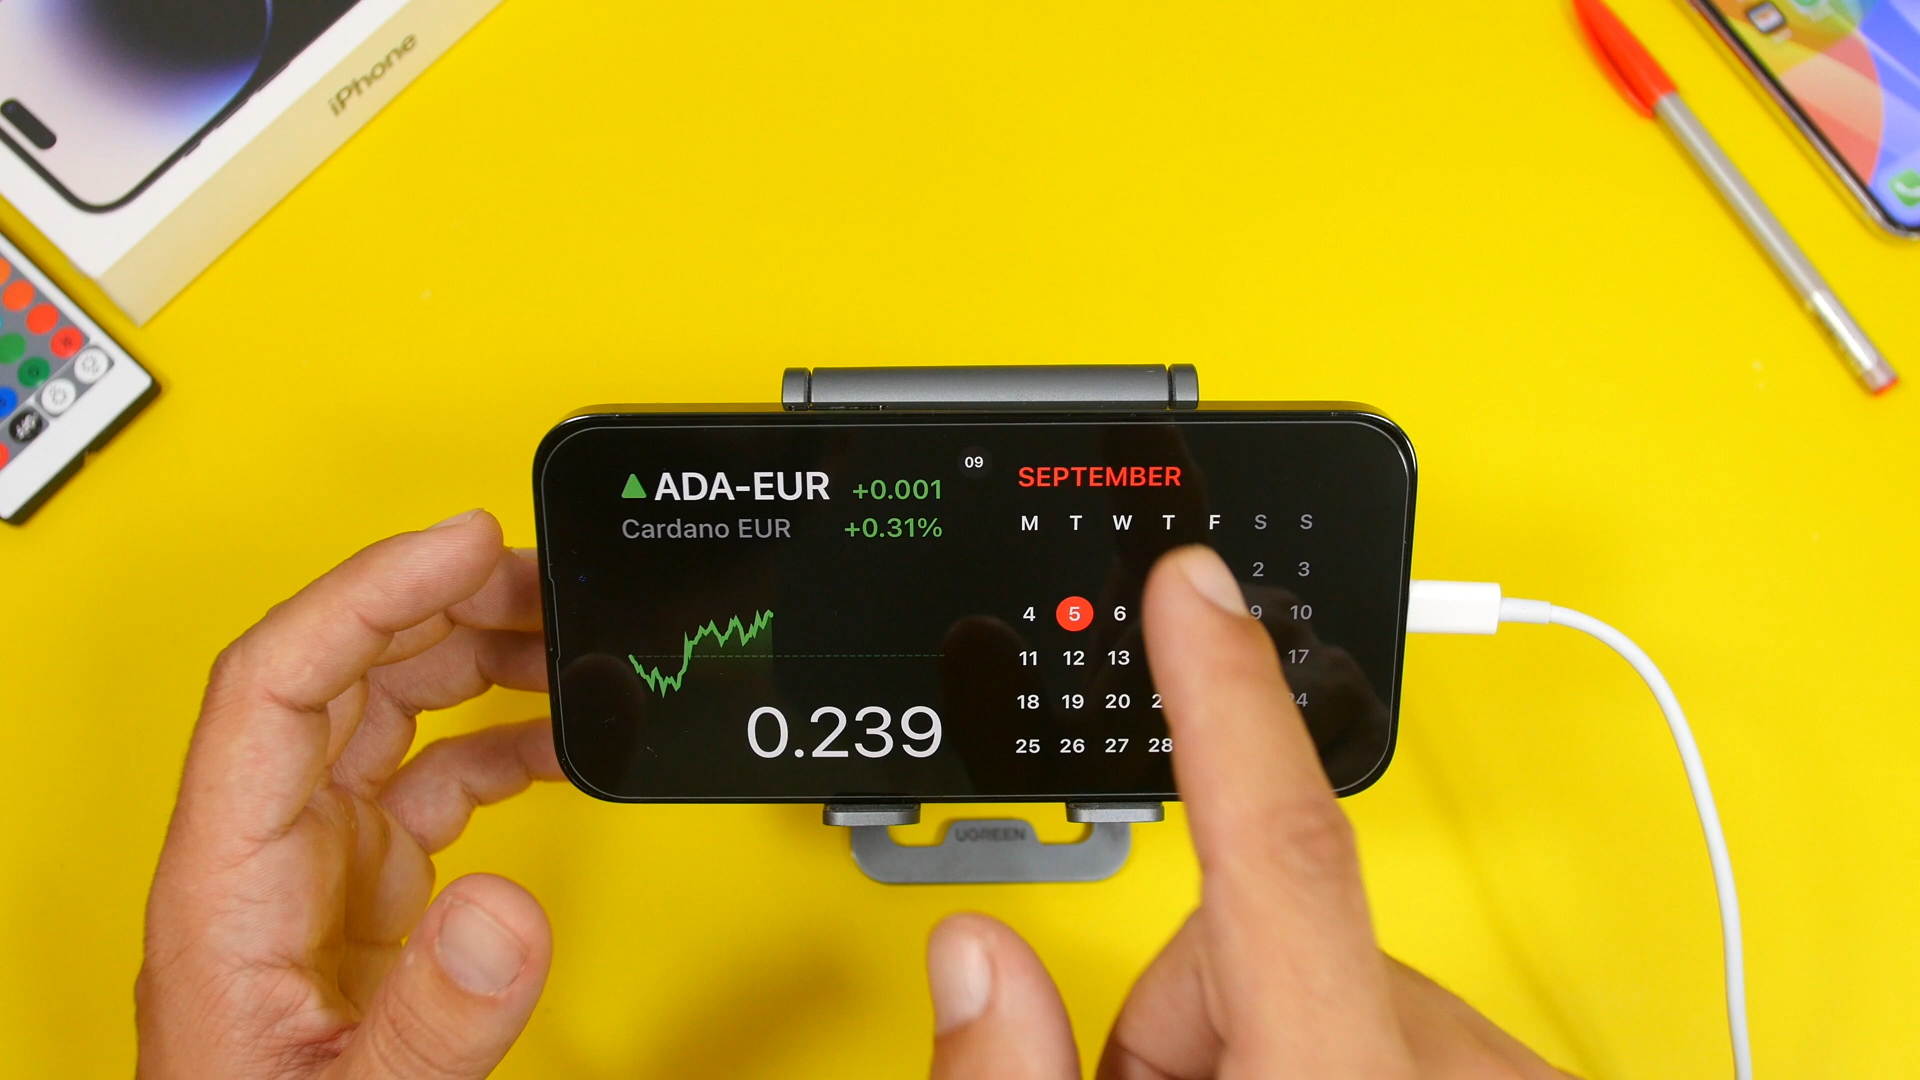 iPhone
ADA-EUR +0.001
Cardano EUR +0.31%
0.239
09
SEPTEMBER
M T W T F S S
2 3
4 5 6 9 10
11 12 13 17
18 19 20
25 26 27 28
UGREEN